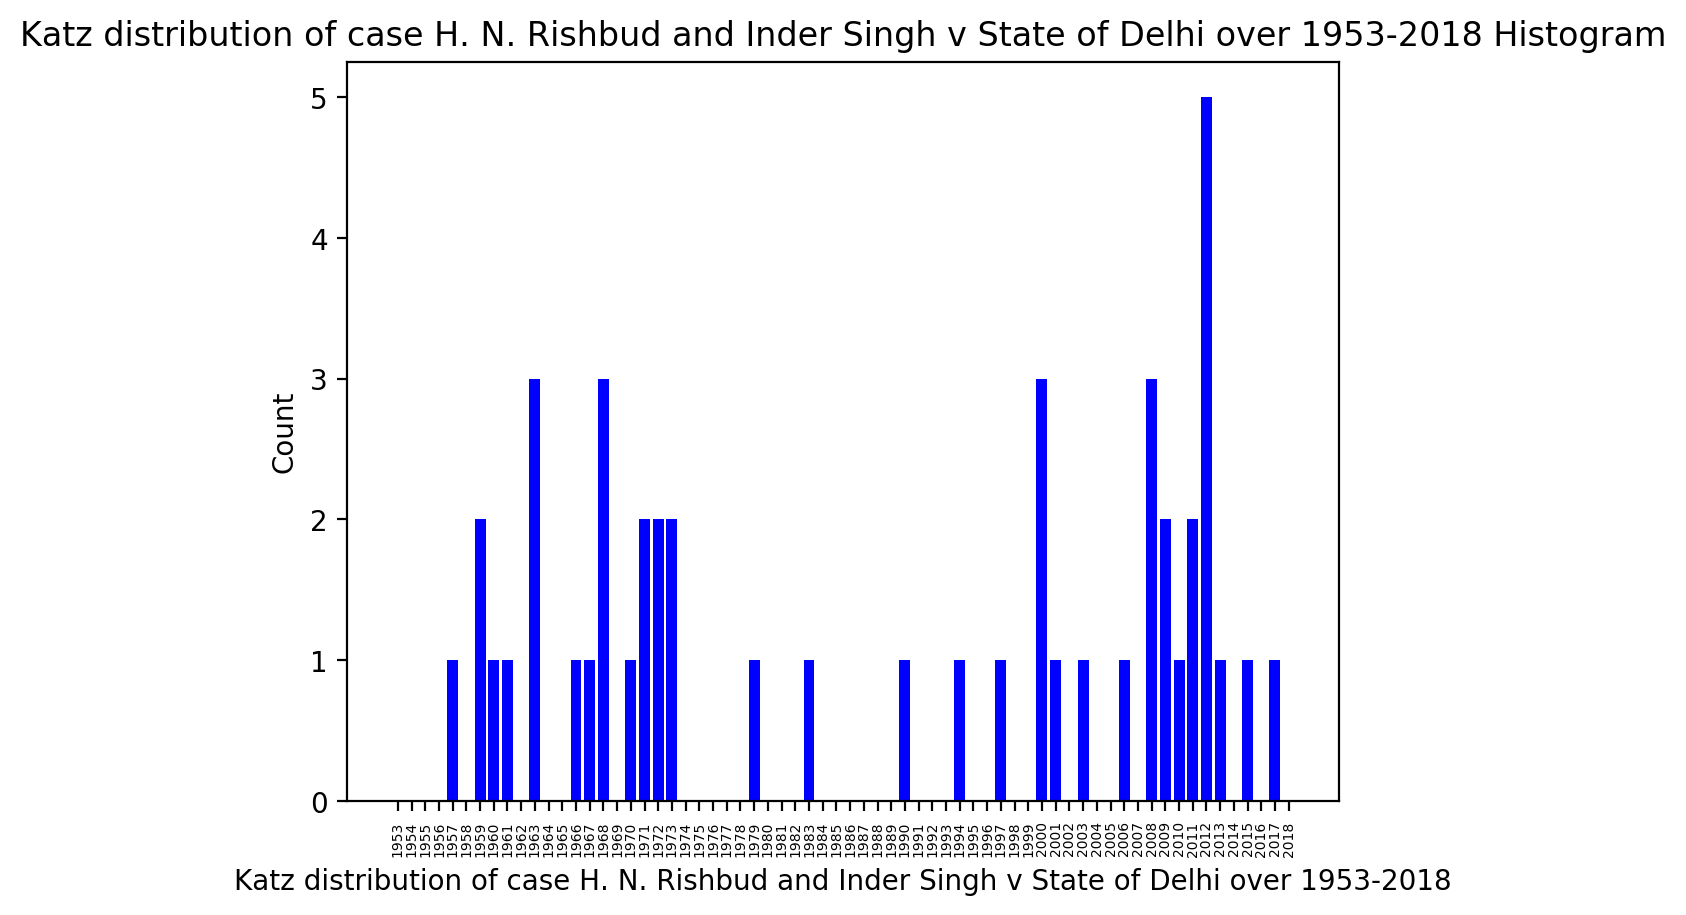 Katz distribution of case H. N. Rishbud and Inder Singh v State of Delhi over 1953-2018 Histogram
5
4
3
2
1
0
Count
1953 1954 1955 1956 1957 1958 1959 1960 1961 1962 1963 1964 1965 1966 1967 1968 1969 1970 1971 1972 1973 1974 1975 1976 1977 1978 1979 1980 1981 1982 1983 1984 1985 1986 1987 1988 1989 1990 1991 1992 1993 1994 1995 1996 1997 1998 1999 2000 2001 2002 2003 2004 2005 2006 2007 2008 2009 2010 2011 2012 2013 2014 2015 2016 2017 2018
Katz distribution of case H. N. Rishbud and Inder Singh v State of Delhi over 1953-2018